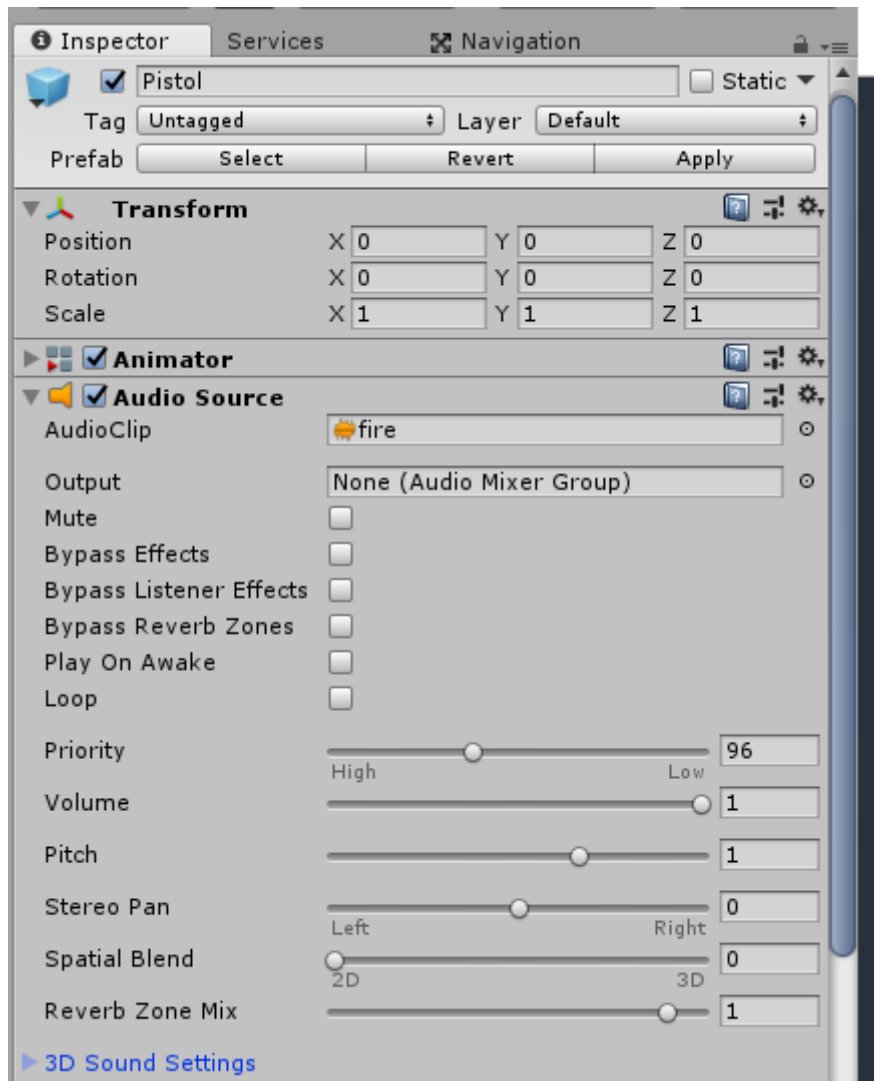 Inspector Services Navigation
Pistol Static
Tag Untagged Layer Default
Prefab Select Revert Apply
Transform
Position X 0 Y 0 Z 0
Rotation X 0 Y 0 Z 0
Scale X 1 Y 1 Z 1
Animator
Audio Source
AudioClip fire
Output None (Audio Mixer Group)
Mute
Bypass Effects
Bypass Listener Effects
Bypass Reverb Zones
Play On Awake
Loop
Priority 96
High Low
Volume 1
Pitch 1
Stereo Pan 0
Left Right
Spatial Blend 0
2D 3D
Reverb Zone Mix 1
3D Sound Settings